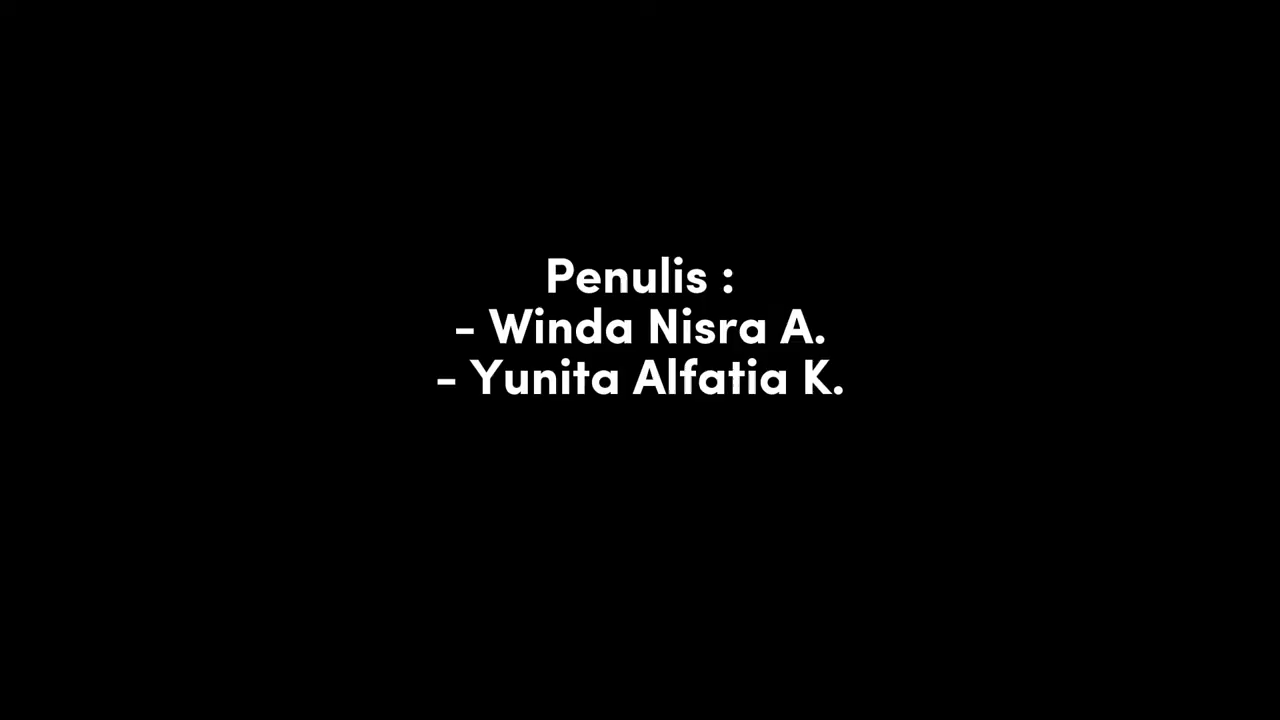 Penulis :
- Winda Nisra A.
- Yunita Alfatia K.